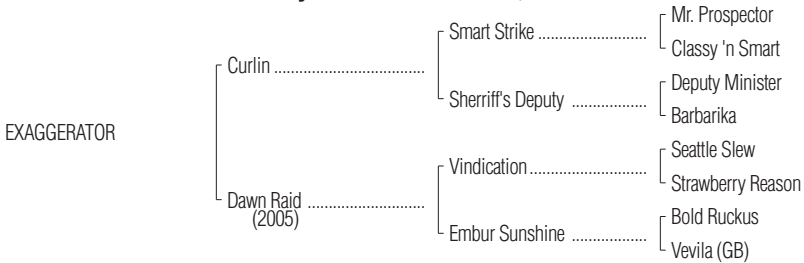 Mr. Prospector
Smart Strike ..........................
Classy 'n Smart
Curlin ....................................
Deputy Minister
Sherriff's Deputy ..................
Barbarika
EXAGGERATOR
Seattle Slew
Vindication............................
Strawberry Reason
Dawn Raid ............................
(2005)
Bold Ruckus
Embur Sunshine ..................
Vevila (GB)